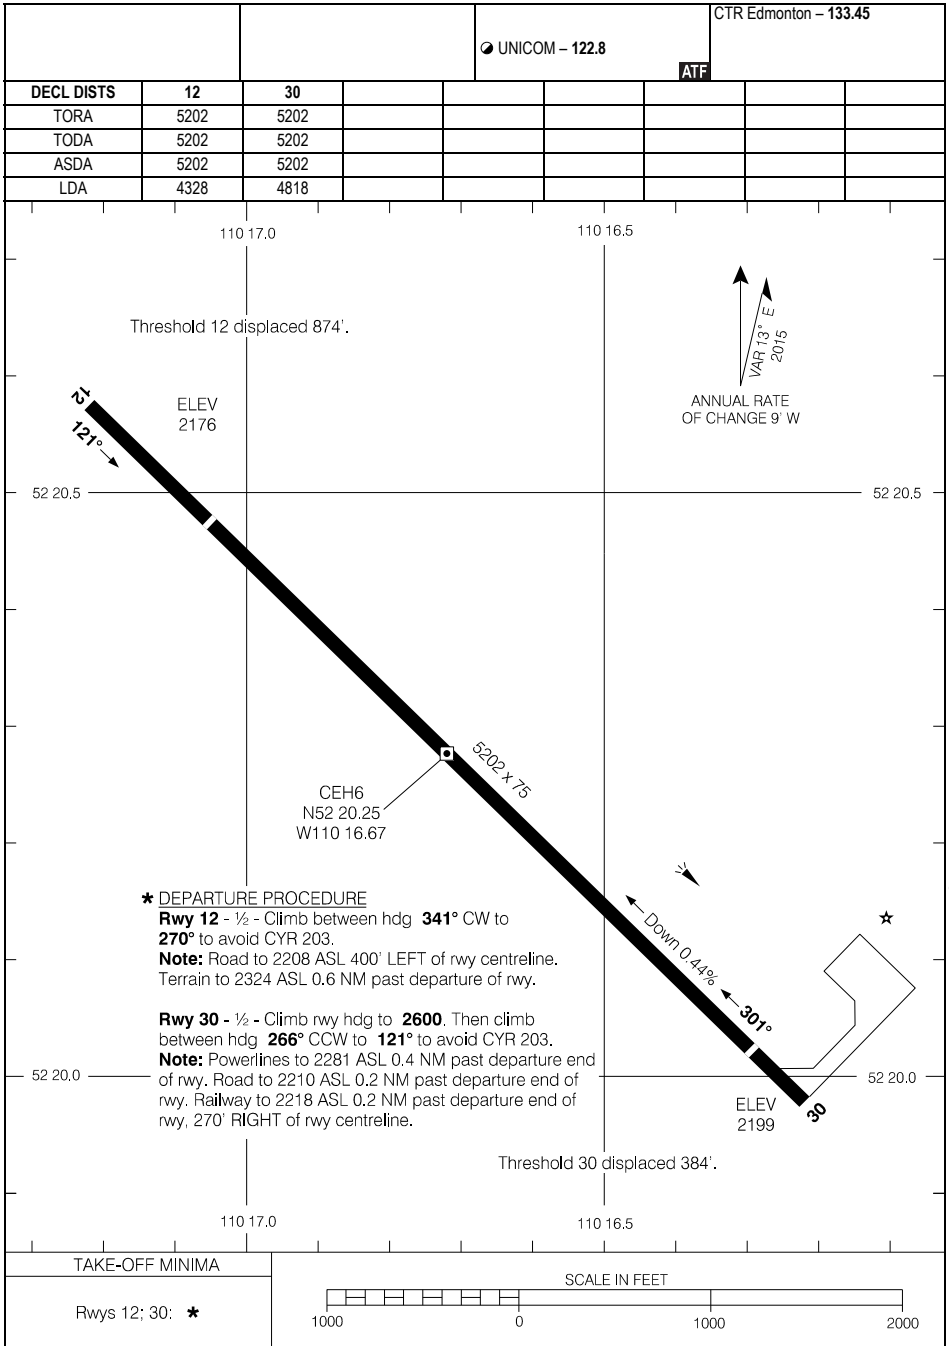 CTR Edmonton – 133.45
UNICOM – 122.8
ATF
DECL DISTS 12 30
TORA 5202 5202
TODA 5202 5202
ASDA 5202 5202
LDA 4328 4818
110 17.0 110 16.5
Threshold 12 displaced 874'.
VAR 13° E
2015
ANNUAL RATE
OF CHANGE 9' W
12
121°
ELEV
2176
52 20.5 52 20.5
5202 x 75
CEH6
N52 20.25
W110 16.67
* DEPARTURE PROCEDURE
Rwy 12 - ½ - Climb between hdg 341° CW to
270° to avoid CYR 203.
Note: Road to 2208 ASL 400' LEFT of rwy centreline.
Terrain to 2324 ASL 0.6 NM past departure of rwy.
Rwy 30 - ½ - Climb rwy hdg to 2600. Then climb
between hdg 266° CCW to 121° to avoid CYR 203.
Note: Powerlines to 2281 ASL 0.4 NM past departure end
of rwy. Road to 2210 ASL 0.2 NM past departure end of
rwy. Railway to 2218 ASL 0.2 NM past departure end of
rwy, 270' RIGHT of rwy centreline.
Down 0.44%
301°
52 20.0 52 20.0
ELEV
2199
30
Threshold 30 displaced 384'.
110 17.0 110 16.5
TAKE-OFF MINIMA
Rwys 12; 30: *
SCALE IN FEET
1000 0 1000 2000